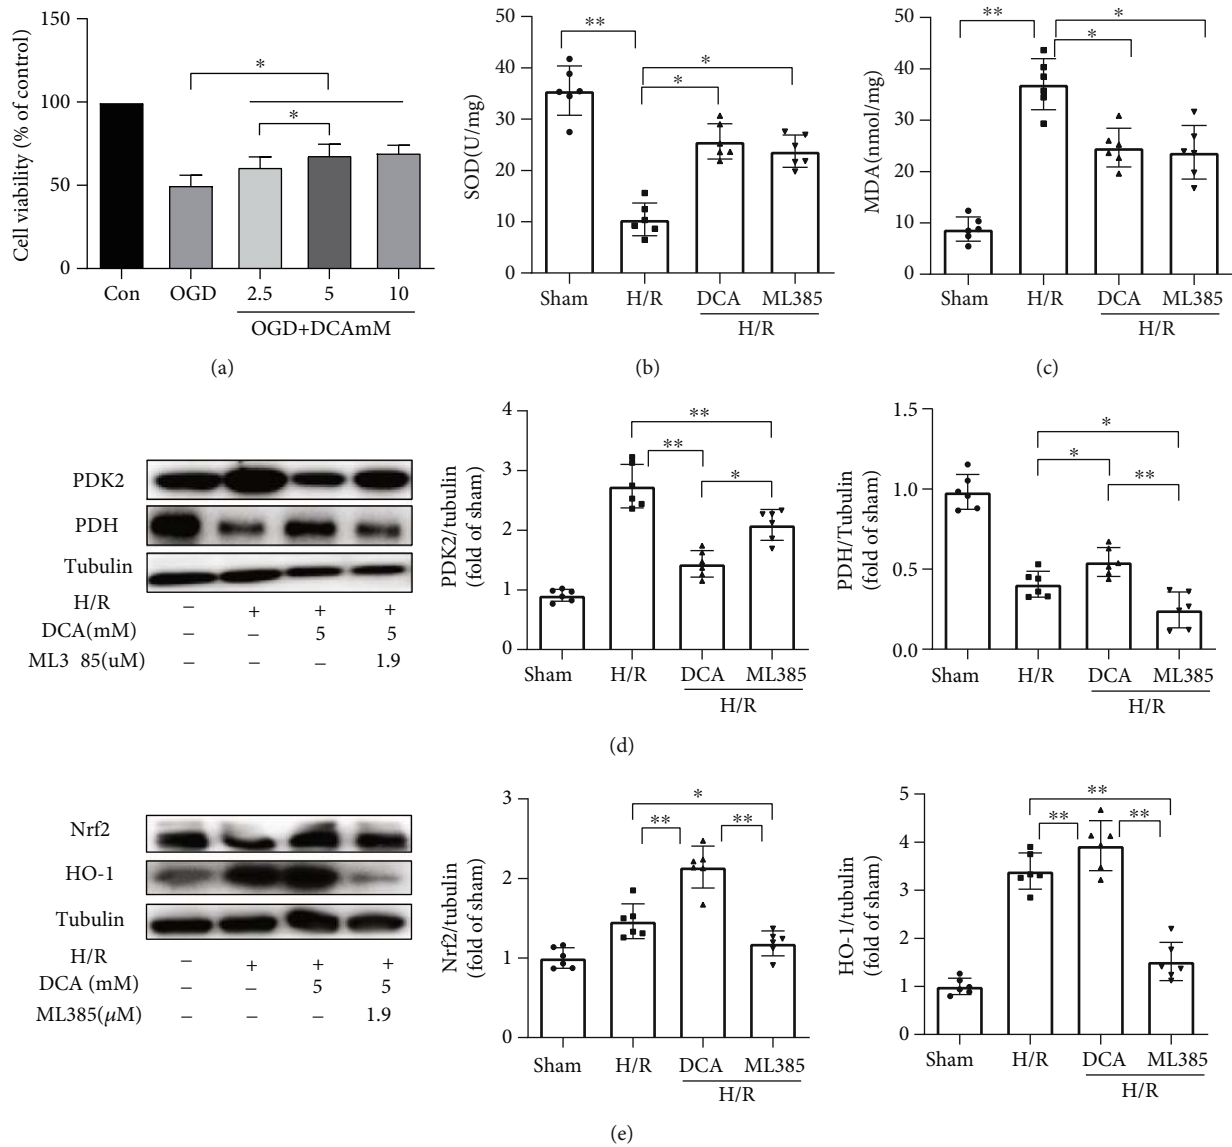 Cell viability (% of control)
150
100
50
0
*
*
Con
OGD
2.5
5
10
OGD+DCAmM
(a)
SOD(U/mg)
50
40
30
20
10
0
**
*
*
Sham
H/R
DCA
ML385
H/R
(b)
MDA(nmol/mg)
50
40
30
20
10
0
**
*
*
Sham
H/R
DCA
ML385
H/R
(c)
PDK2
PDH
Tubulin
H/R – + + +
DCA(mM) – – 5 5
ML3 85(uM) – – – 1.9
PDK2/tubulin
(fold of sham)
4
3
2
1
0
**
**
*
Sham
H/R
DCA
ML385
H/R
PDH/Tubulin
(fold of sham)
1.5
1.0
0.5
0.0
*
*
**
Sham
H/R
DCA
ML385
H/R
(d)
Nrf2
HO-1
Tubulin
H/R – + + +
DCA (mM) – – 5 5
ML385(μM) – – – 1.9
Nrf2/tubulin
(fold of sham)
3
2
1
0
*
**
**
Sham
H/R
DCA
ML385
H/R
HO-1/tubulin
(fold of sham)
5
4
3
2
1
0
**
**
**
Sham
H/R
DCA
ML385
H/R
(e)